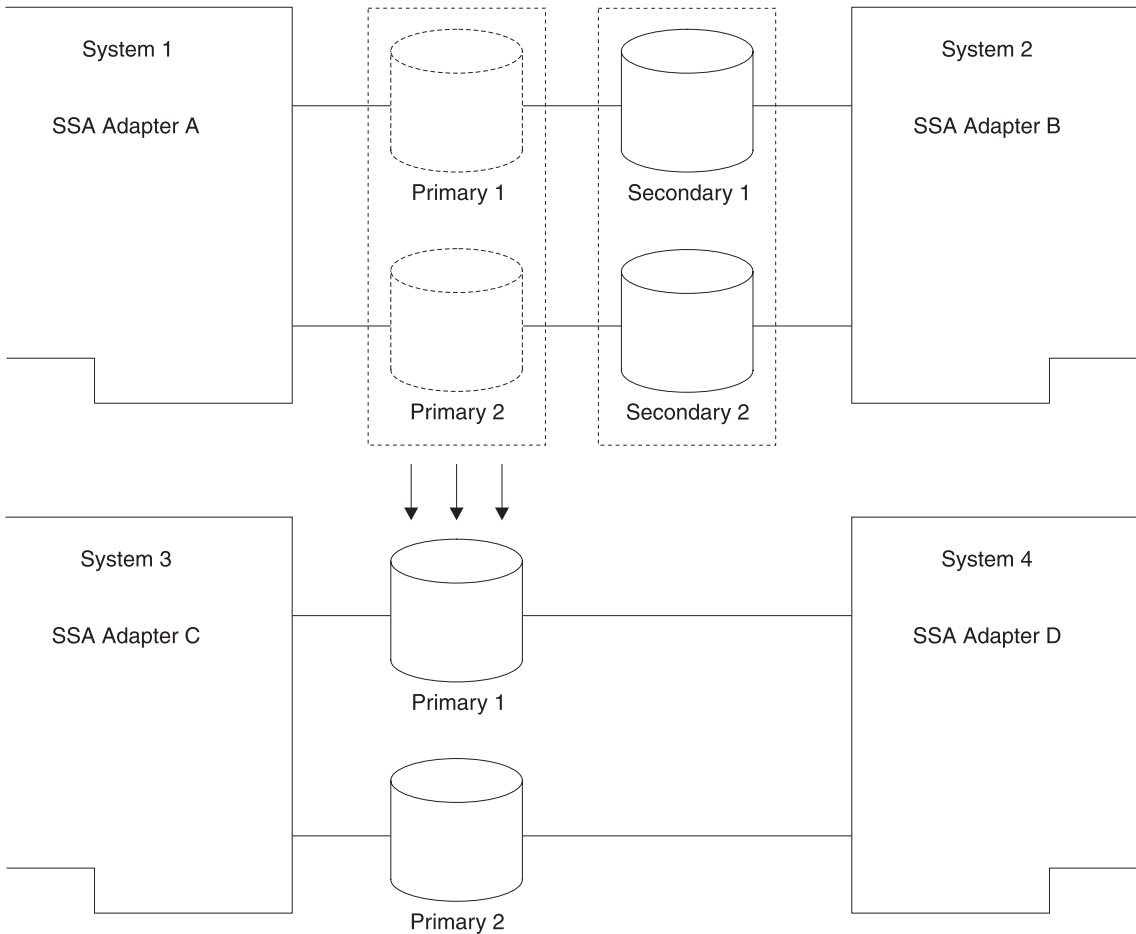 System 1
System 2
SSA Adapter A
SSA Adapter B
Primary 1
Secondary 1
Primary 2
Secondary 2
System 3
System 4
SSA Adapter C
SSA Adapter D
Primary 1
Primary 2